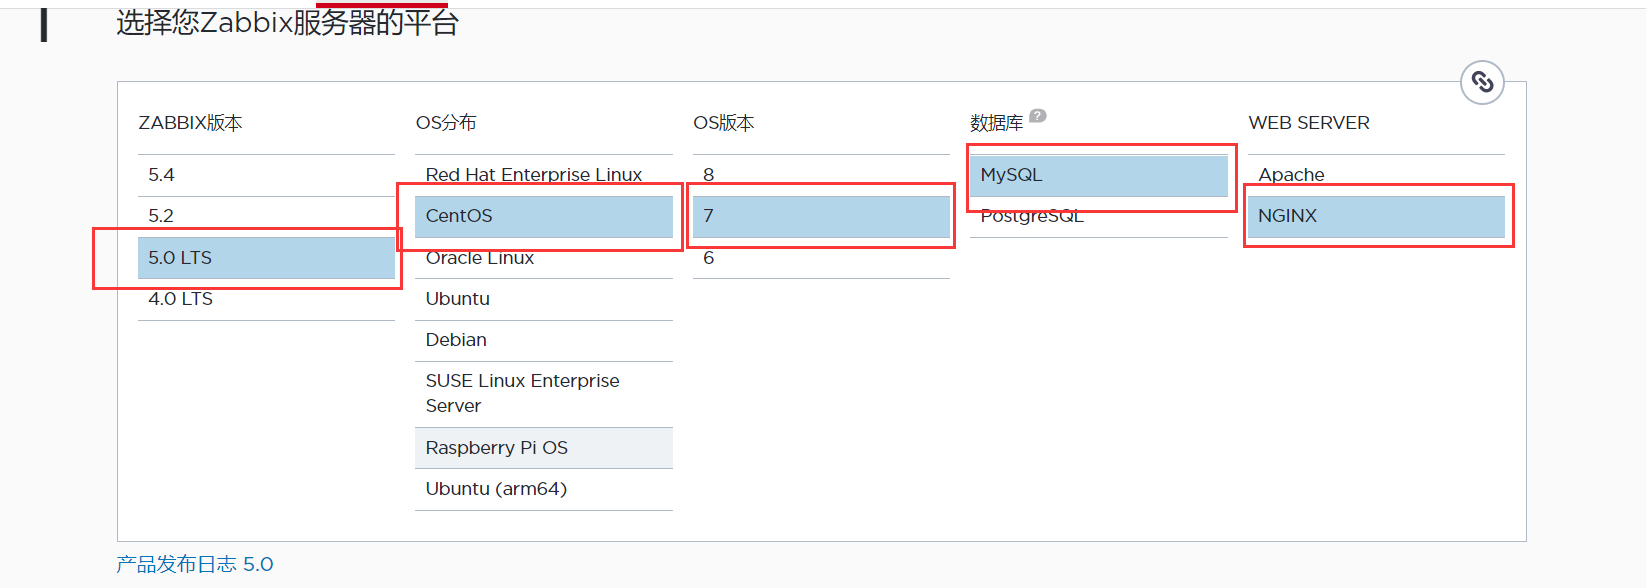 选择您Zabbix服务器的平台
ZABBIX版本
5.4
5.2
5.0 LTS
4.0 LTS
OS分布
Red Hat Enterprise Linux
CentOS
Oracle Linux
Ubuntu
Debian
SUSE Linux Enterprise
Server
Raspberry Pi OS
Ubuntu (arm64)
OS版本
8
7
6
数据库 ?
MySQL
PostgreSQL
WEB SERVER
Apache
NGINX
产品发布日志 5.0